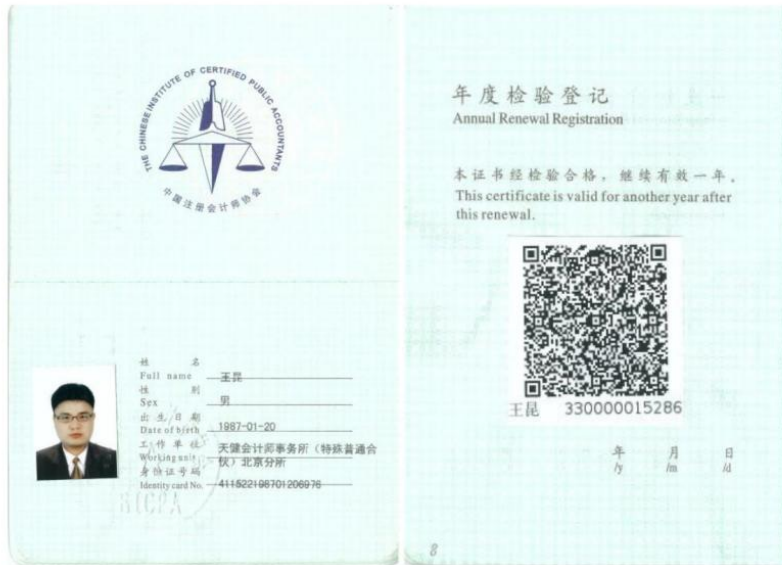 THE CHINESE INSTITUTE OF CERTIFIED PUBLIC ACCOUNTANTS
中国注册会计师协会
姓 名
Full name 王昆
性 别
Sex 男
出生日期
Date of birth 1987-01-20
工作单位
Working unit 天健会计师事务所（特殊普通合
伙）北京分所
身份证号码
Identity card No. 411522198701206976
BICPA
年度检验登记
Annual Renewal Registration
本证书经检验合格，继续有效一年。
This certificate is valid for another year after
this renewal.
王昆 330000015286
年 月 日
/y /m /d
8